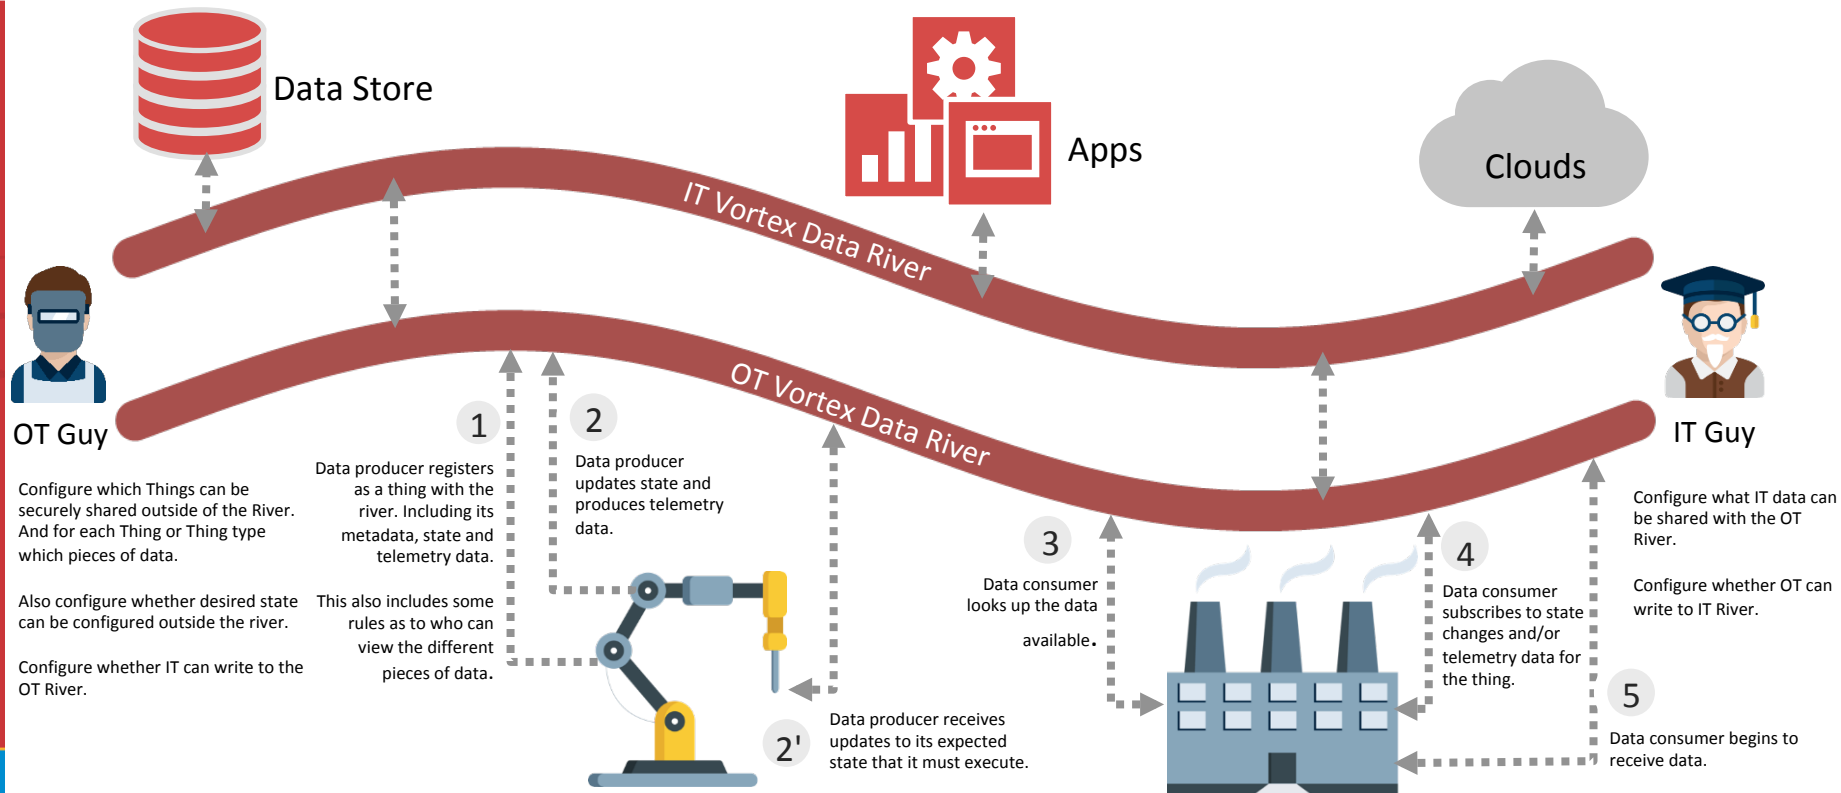 Data Store
Apps
Clouds
IT Vortex Data River
OT Vortex Data River
OT Guy
IT Guy
Configure which Things can be
securely shared outside of the River.
And for each Thing or Thing type
which pieces of data.
Also configure whether desired state
can be configured outside the river.
Configure whether IT can write to the
OT River.
1
Data producer registers
as a thing with the
river. Including its
metadata, state and
telemetry data.
This also includes some
rules as to who can
view the different
pieces of data.
2
Data producer
updates state and
produces telemetry
data.
2'
Data producer receives
updates to its expected
state that it must execute.
3
Data consumer
looks up the data
available.
4
Data consumer
subscribes to state
changes and/or
telemetry data for
the thing.
5
Data consumer begins to
receive data.
Configure what IT data can
be shared with the OT
River.
Configure whether OT can
write to IT River.